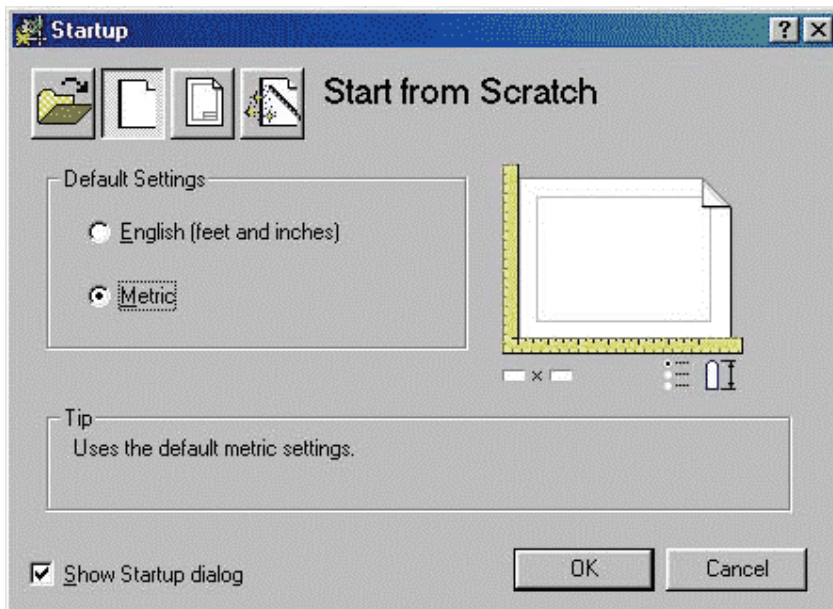 Startup
Start from Scratch
Default Settings
English (feet and inches)
Metric
Tip
Uses the default metric settings.
Show Startup dialog
OK
Cancel